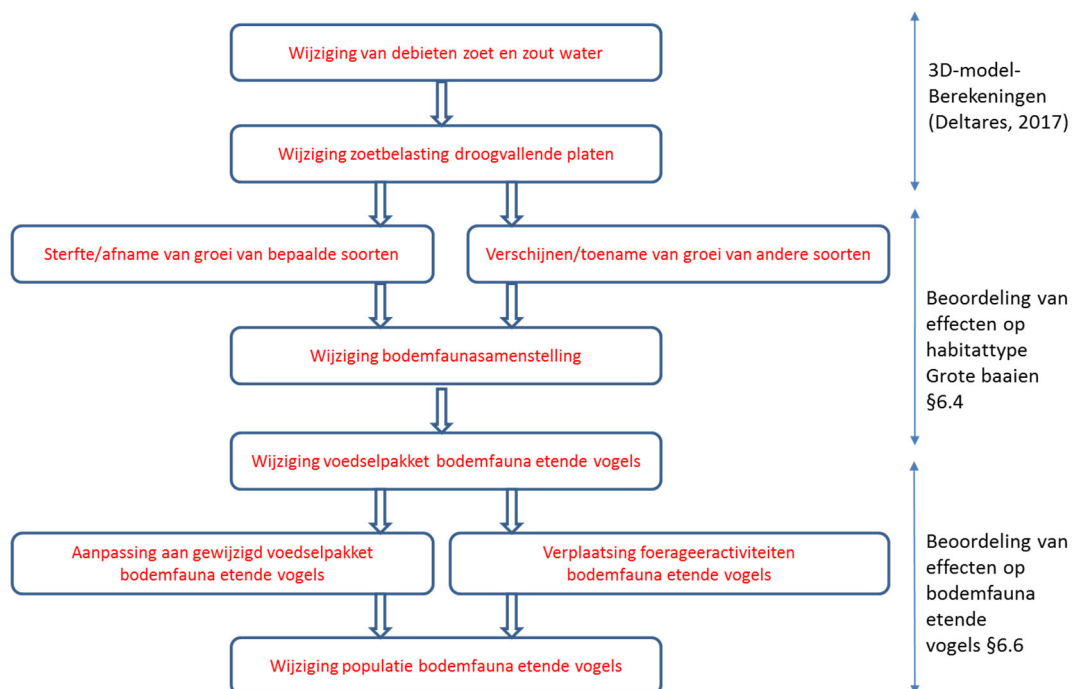 Wijziging van debieten zoet en zout water
3D-model-
Berekeningen
(Deltares, 2017)
Wijziging zoetbelasting droogvallende platen
Sterfte/afname van groei van bepaalde soorten
Verschijnen/toename van groei van andere soorten
Wijziging bodemfaunasamenstelling
Beoordeling van
effecten op
habitattype
Grote baaien
§6.4
Wijziging voedselpakket bodemfauna etende vogels
Aanpassing aan gewijzigd voedselpakket
bodemfauna etende vogels
Verplaatsing foerageeractiviteiten
bodemfauna etende vogels
Beoordeling van
effecten op
bodemfauna
etende
vogels §6.6
Wijziging populatie bodemfauna etende vogels